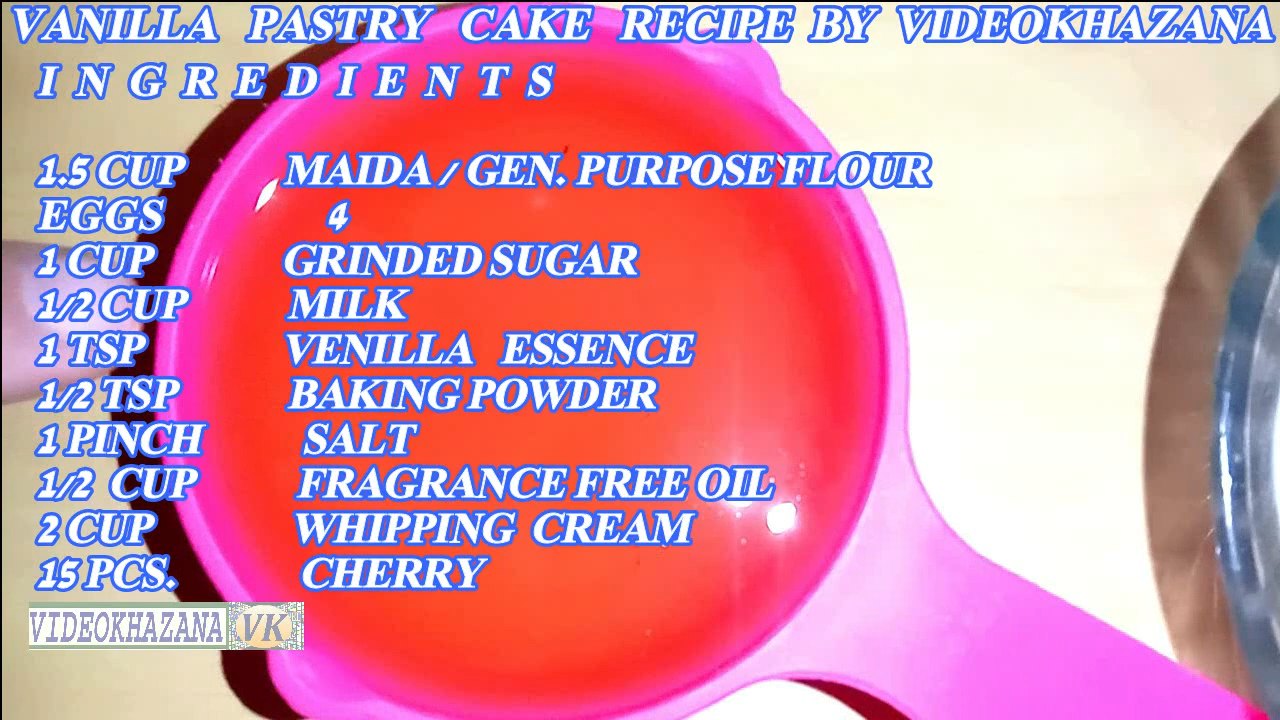 VANILLA PASTRY CAKE RECIPE BY VIDEOKHAZANA
INGREDIENTS
1.5 CUP MAIDA / GEN. PURPOSE FLOUR
EGGS 4
1 CUP GRINDED SUGAR
1/2 CUP MILK
1 TSP VENILLA ESSENCE
1/2 TSP BAKING POWDER
1 PINCH SALT
1/2 CUP FRAGRANCE FREE OIL
2 CUP WHIPPING CREAM
15 PCS. CHERRY
VIDEOKHAZANA VK